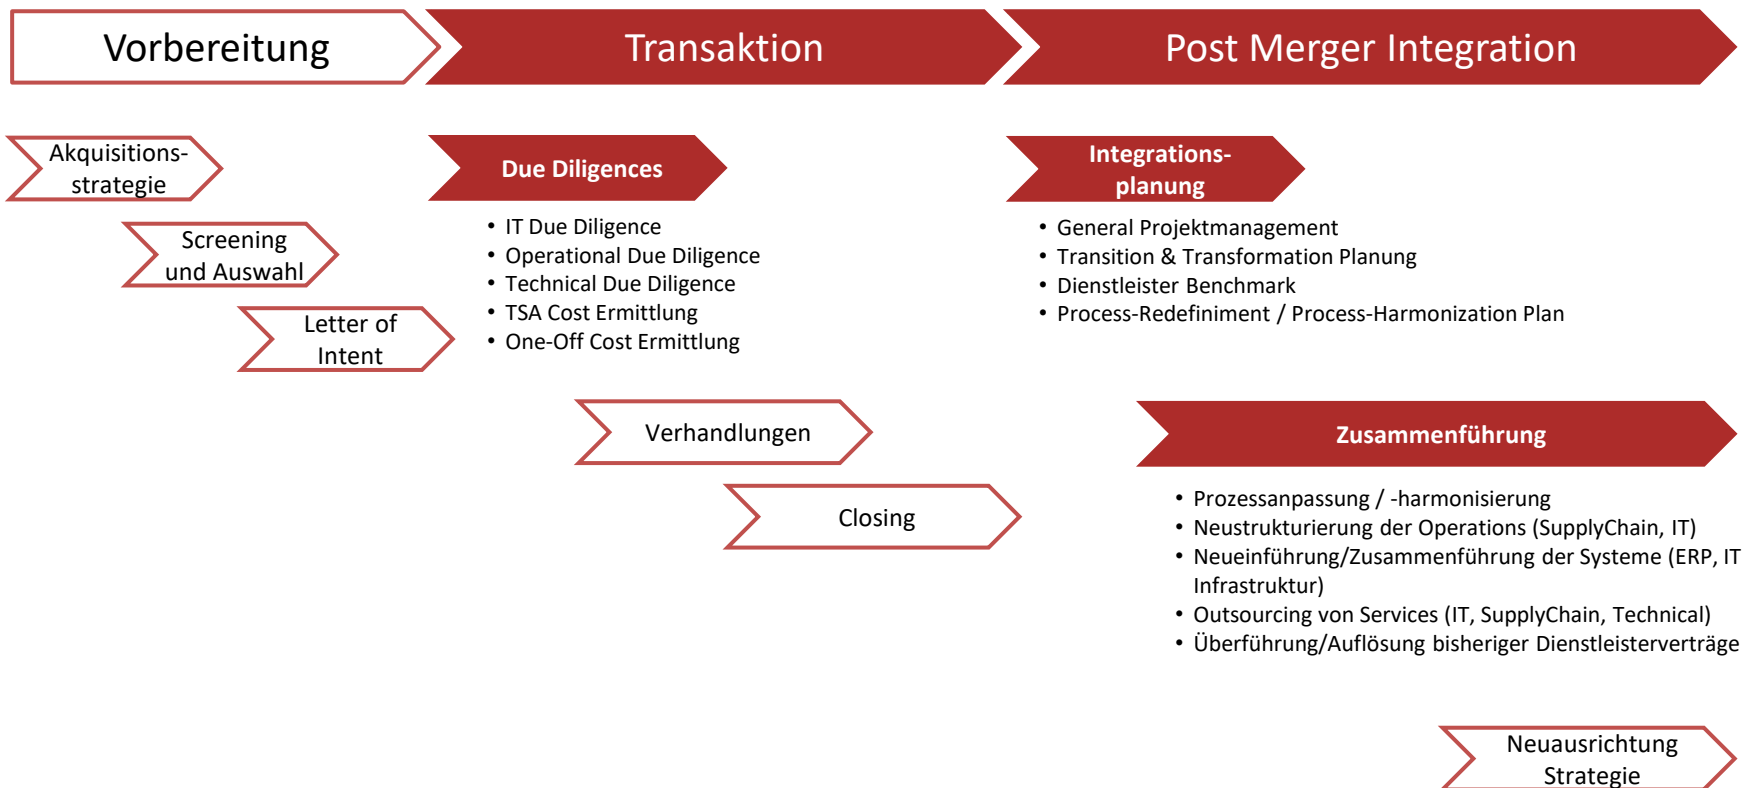 Vorbereitung
Transaktion
Post Merger Integration
Akquisitions-
strategie
Screening
und Auswahl
Letter of
Intent
Due Diligences
• IT Due Diligence
• Operational Due Diligence
• Technical Due Diligence
• TSA Cost Ermittlung
• One-Off Cost Ermittlung
Verhandlungen
Closing
Integrations-
planung
• General Projektmanagement
• Transition & Transformation Planung
• Dienstleister Benchmark
• Process-Redefiniment / Process-Harmonization Plan
Zusammenführung
• Prozessanpassung / -harmonisierung
• Neustrukturierung der Operations (SupplyChain, IT)
• Neueinführung/Zusammenführung der Systeme (ERP, IT
Infrastruktur)
• Outsourcing von Services (IT, SupplyChain, Technical)
• Überführung/Auflösung bisheriger Dienstleisterverträge
Neuausrichtung
Strategie